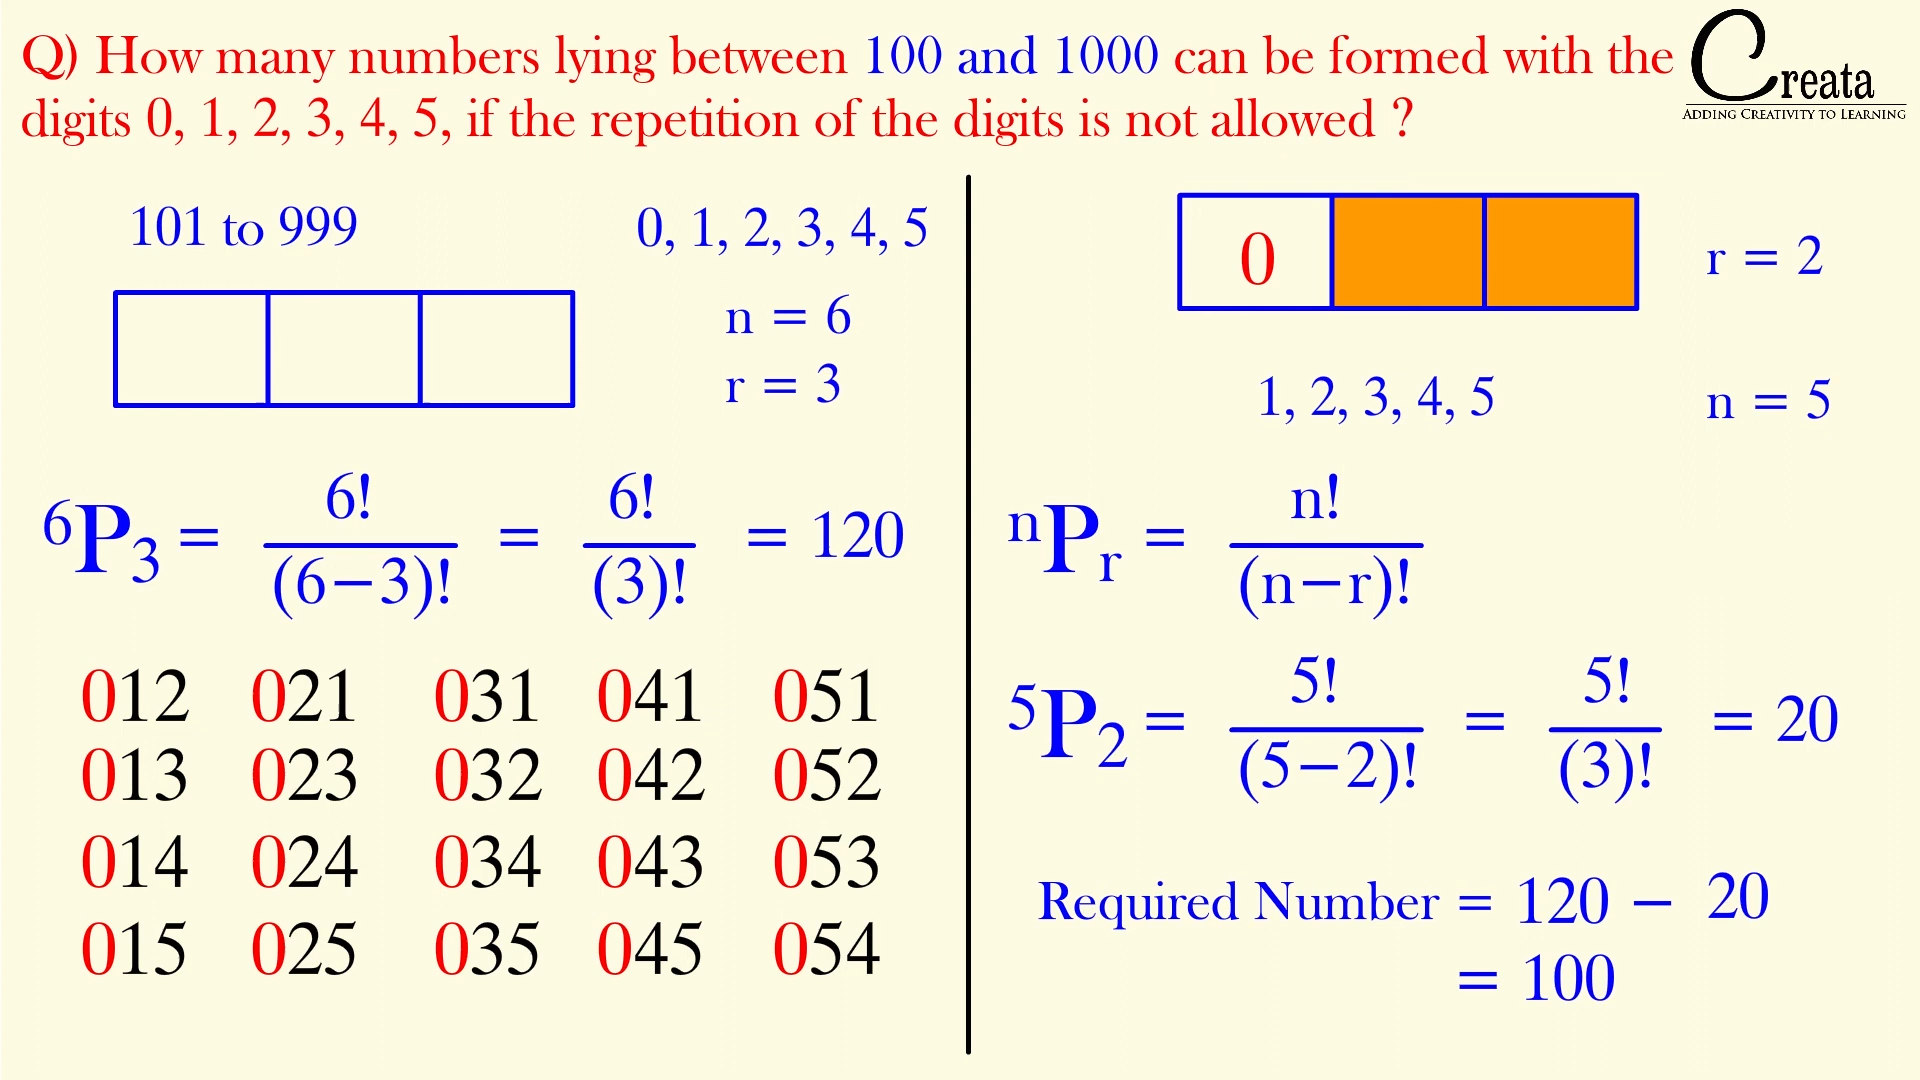 Q) How many numbers lying between 100 and 1000 can be formed with the
digits 0, 1, 2, 3, 4, 5, if the repetition of the digits is not allowed ?
Creata
Adding Creativity to Learning
101 to 999
0, 1, 2, 3, 4, 5
n = 6
r = 3
⁶P₃ = 6!/(6−3)! = 6!/(3)! = 120
012 021 031 041 051
013 023 032 042 052
014 024 034 043 053
015 025 035 045 054
0
r = 2
1, 2, 3, 4, 5
n = 5
ⁿPᵣ = n!/(n−r)!
⁵P₂ = 5!/(5−2)! = 5!/(3)! = 20
Required Number = 120 − 20
= 100